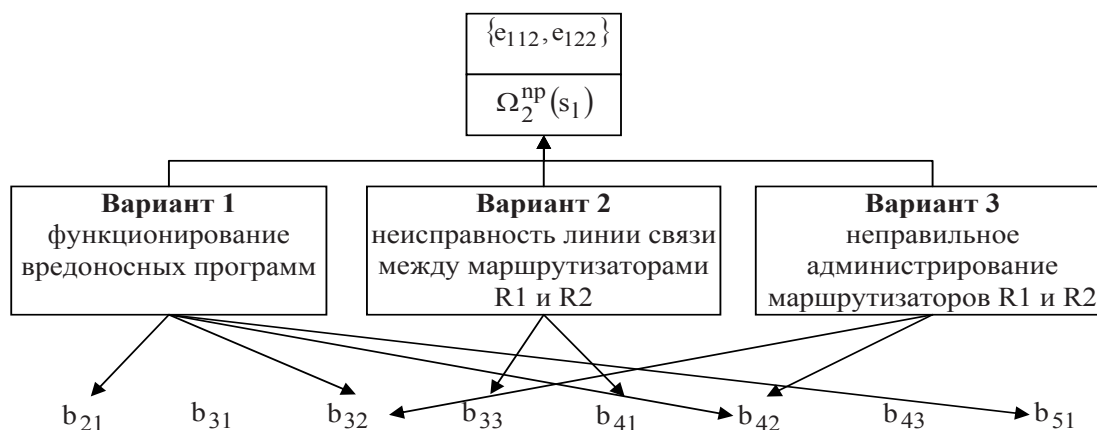 {e₁₁₂, e₁₂₂}
Ω₂ⁿᵖ(s₁)
Вариант 1
функционирование
вредоносных программ
Вариант 2
неисправность линии связи
между маршрутизаторами
R1 и R2
Вариант 3
неправильное
администрирование
маршрутизаторов R1 и R2
b₂₁ b₃₁ b₃₂ b₃₃ b₄₁ b₄₂ b₄₃ b₅₁